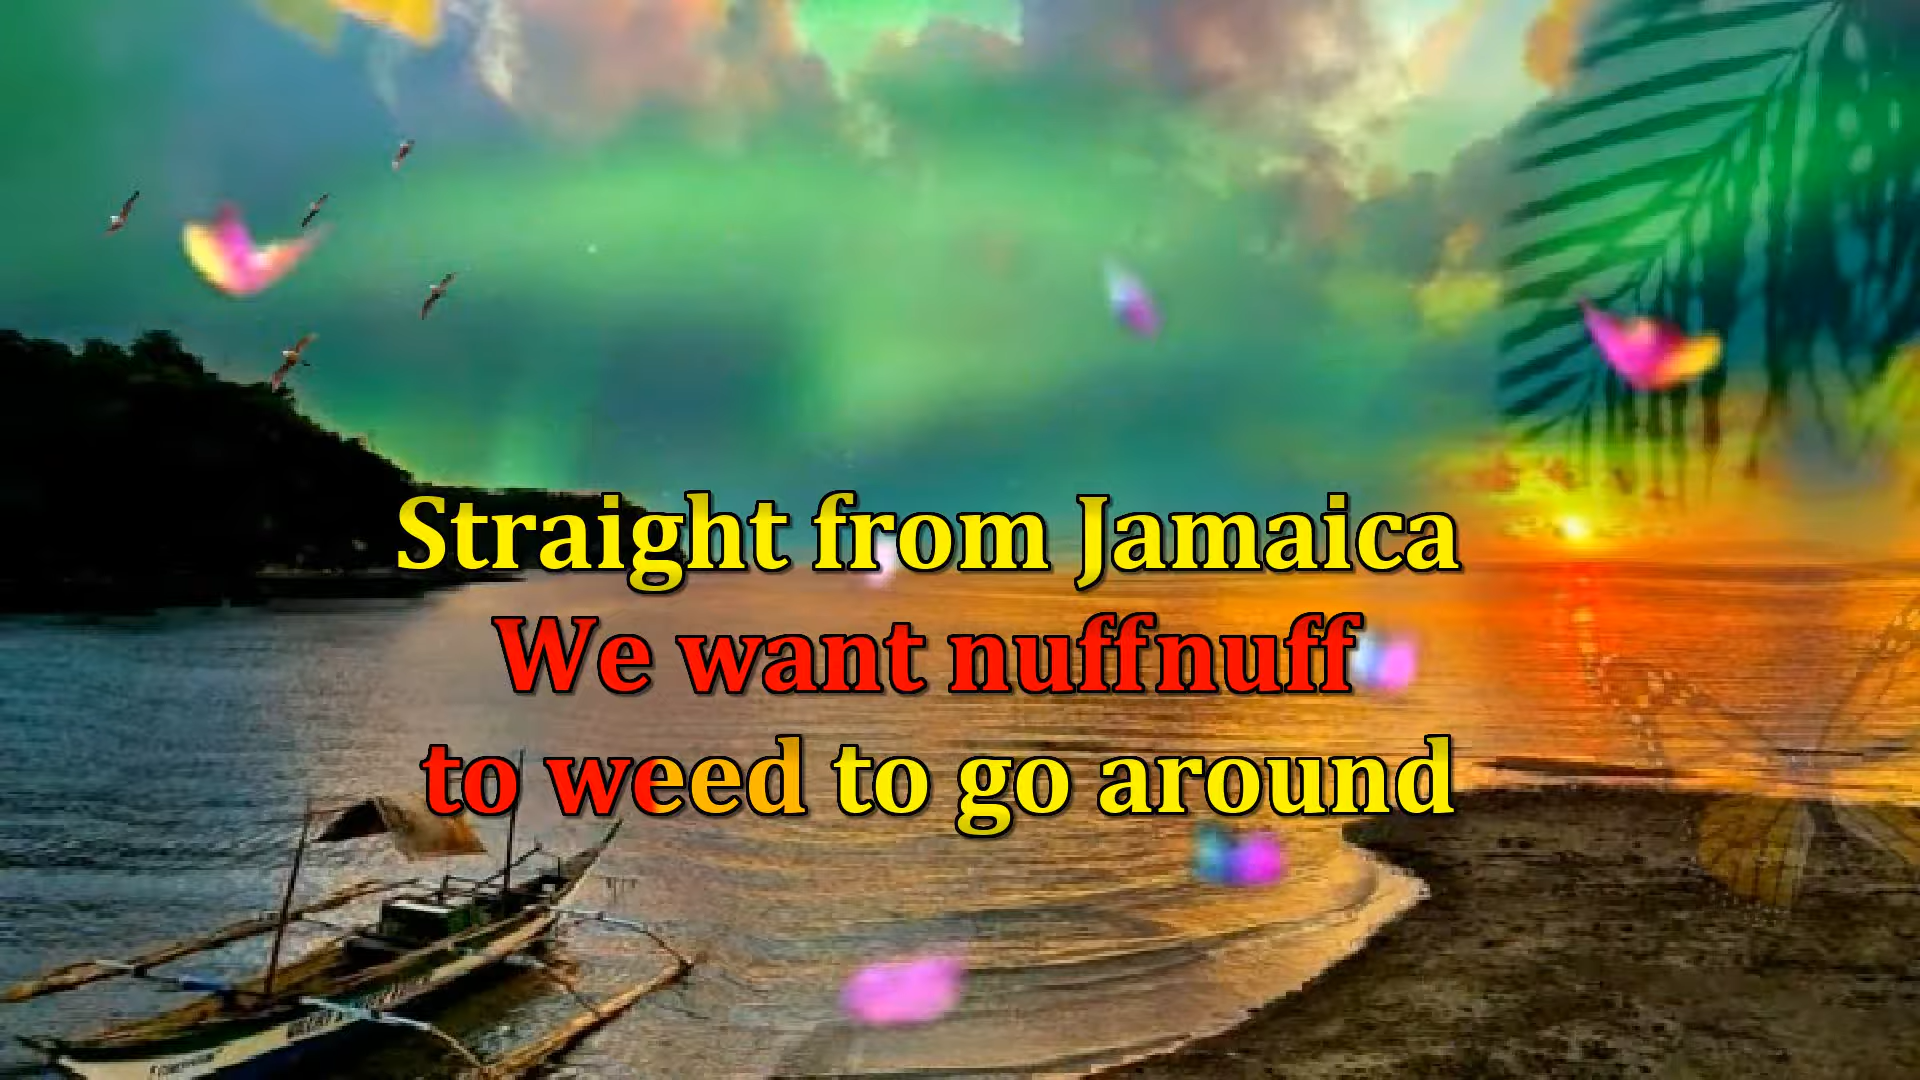 Straight from Jamaica
We want nuffnuff
to weed to go around